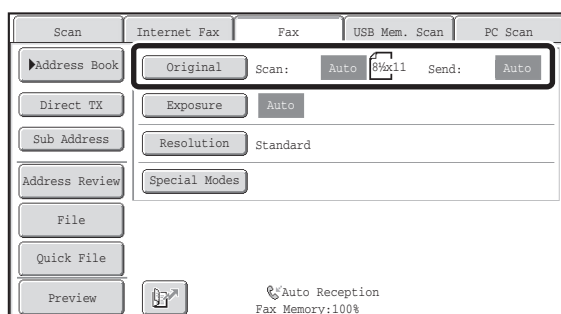 Scan Internet Fax Fax USB Mem. Scan PC Scan
Address Book Original Scan: Auto 8½x11 Send: Auto
Direct TX Exposure Auto
Sub Address Resolution Standard
Address Review Special Modes
File
Quick File
Preview Auto Reception
Fax Memory:100%